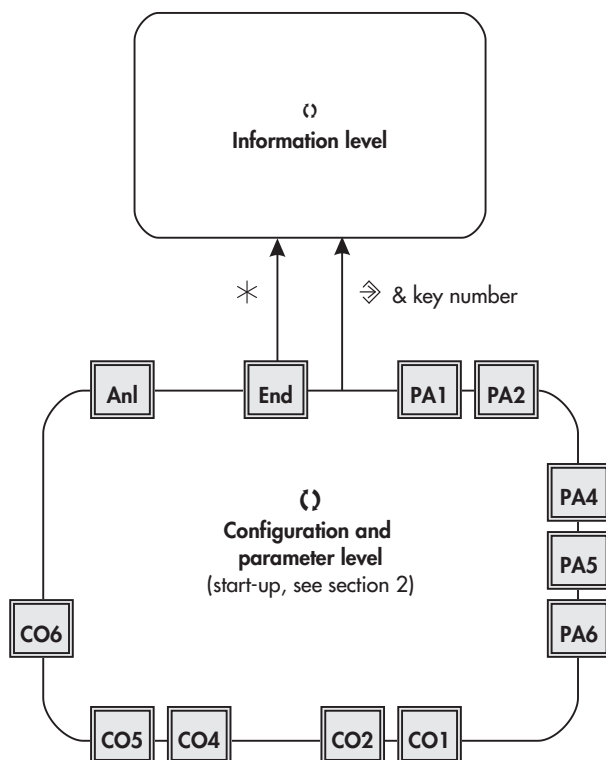 Information level
& key number
Anl
End
PA1
PA2
PA4
Configuration and
parameter level
(start-up, see section 2)
PA5
CO6
PA6
CO5
CO4
CO2
CO1